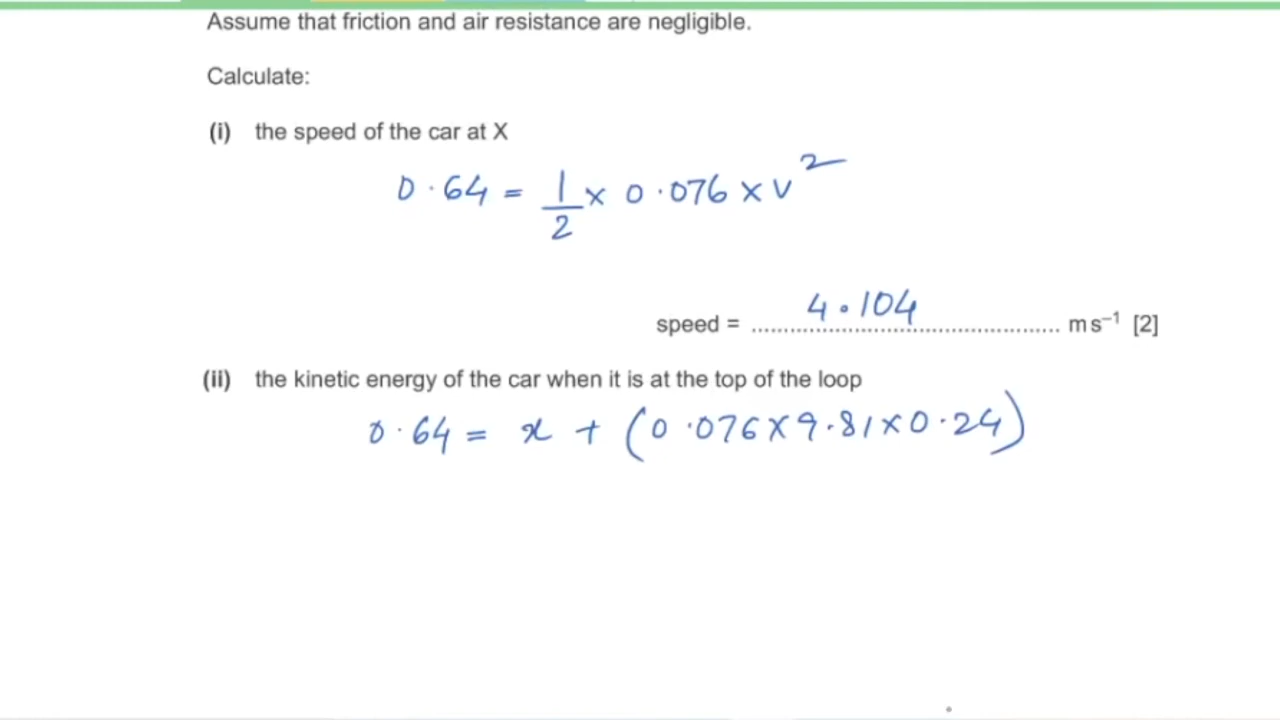 Assume that friction and air resistance are negligible.
Calculate:
(i) the speed of the car at X
0.64 = 1/2 × 0.076 × v²
speed = 4.104 ms⁻¹ [2]
(ii) the kinetic energy of the car when it is at the top of the loop
0.64 = x + (0.076×9.81×0.24)